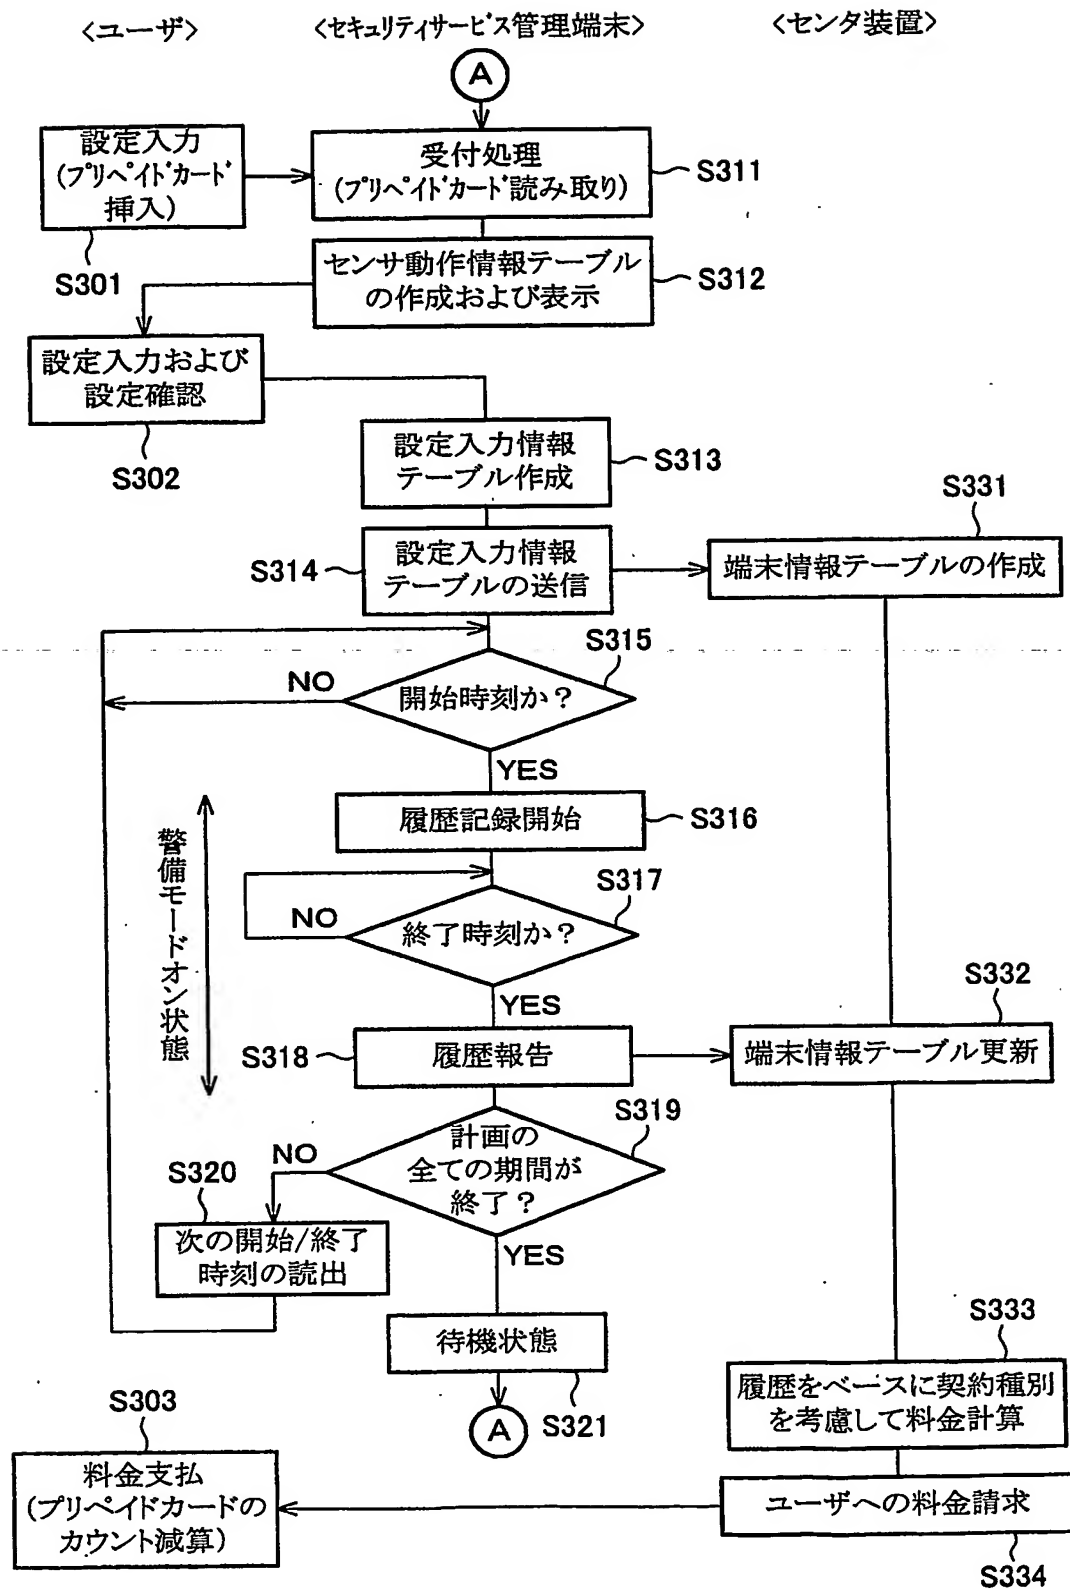 <ユーザ> <セキュリティサービス管理端末> <センタ装置>
A
設定入力
(プリペイドカード
挿入)
S301
受付処理
(プリペイドカード読み取り)
S311
センサ動作情報テーブル
の作成および表示
S312
設定入力および
設定確認
S302
設定入力情報
テーブル作成
S313
S314
設定入力情報
テーブルの送信
S331
端末情報テーブルの作成
S315
開始時刻か？
NO
YES
警備モードオン状態
履歴記録開始
S316
S317
終了時刻か？
NO
YES
S318
履歴報告
S332
端末情報テーブル更新
S319
計画の
全ての期間が
終了？
NO
YES
S320
次の開始/終了
時刻の読出
待機状態
S321
A
S333
履歴をベースに契約種別
を考慮して料金計算
S303
料金支払
(プリペイドカードの
カウント減算)
ユーザへの料金請求
S334